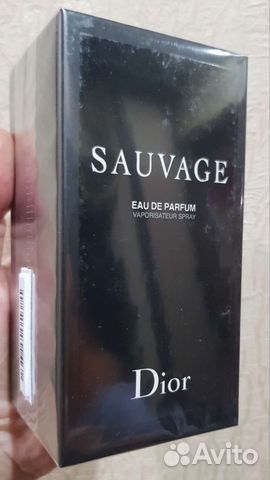 SAUVAGE
EAU DE PARFUM
VAPORISATEUR SPRAY
Dior
Avito